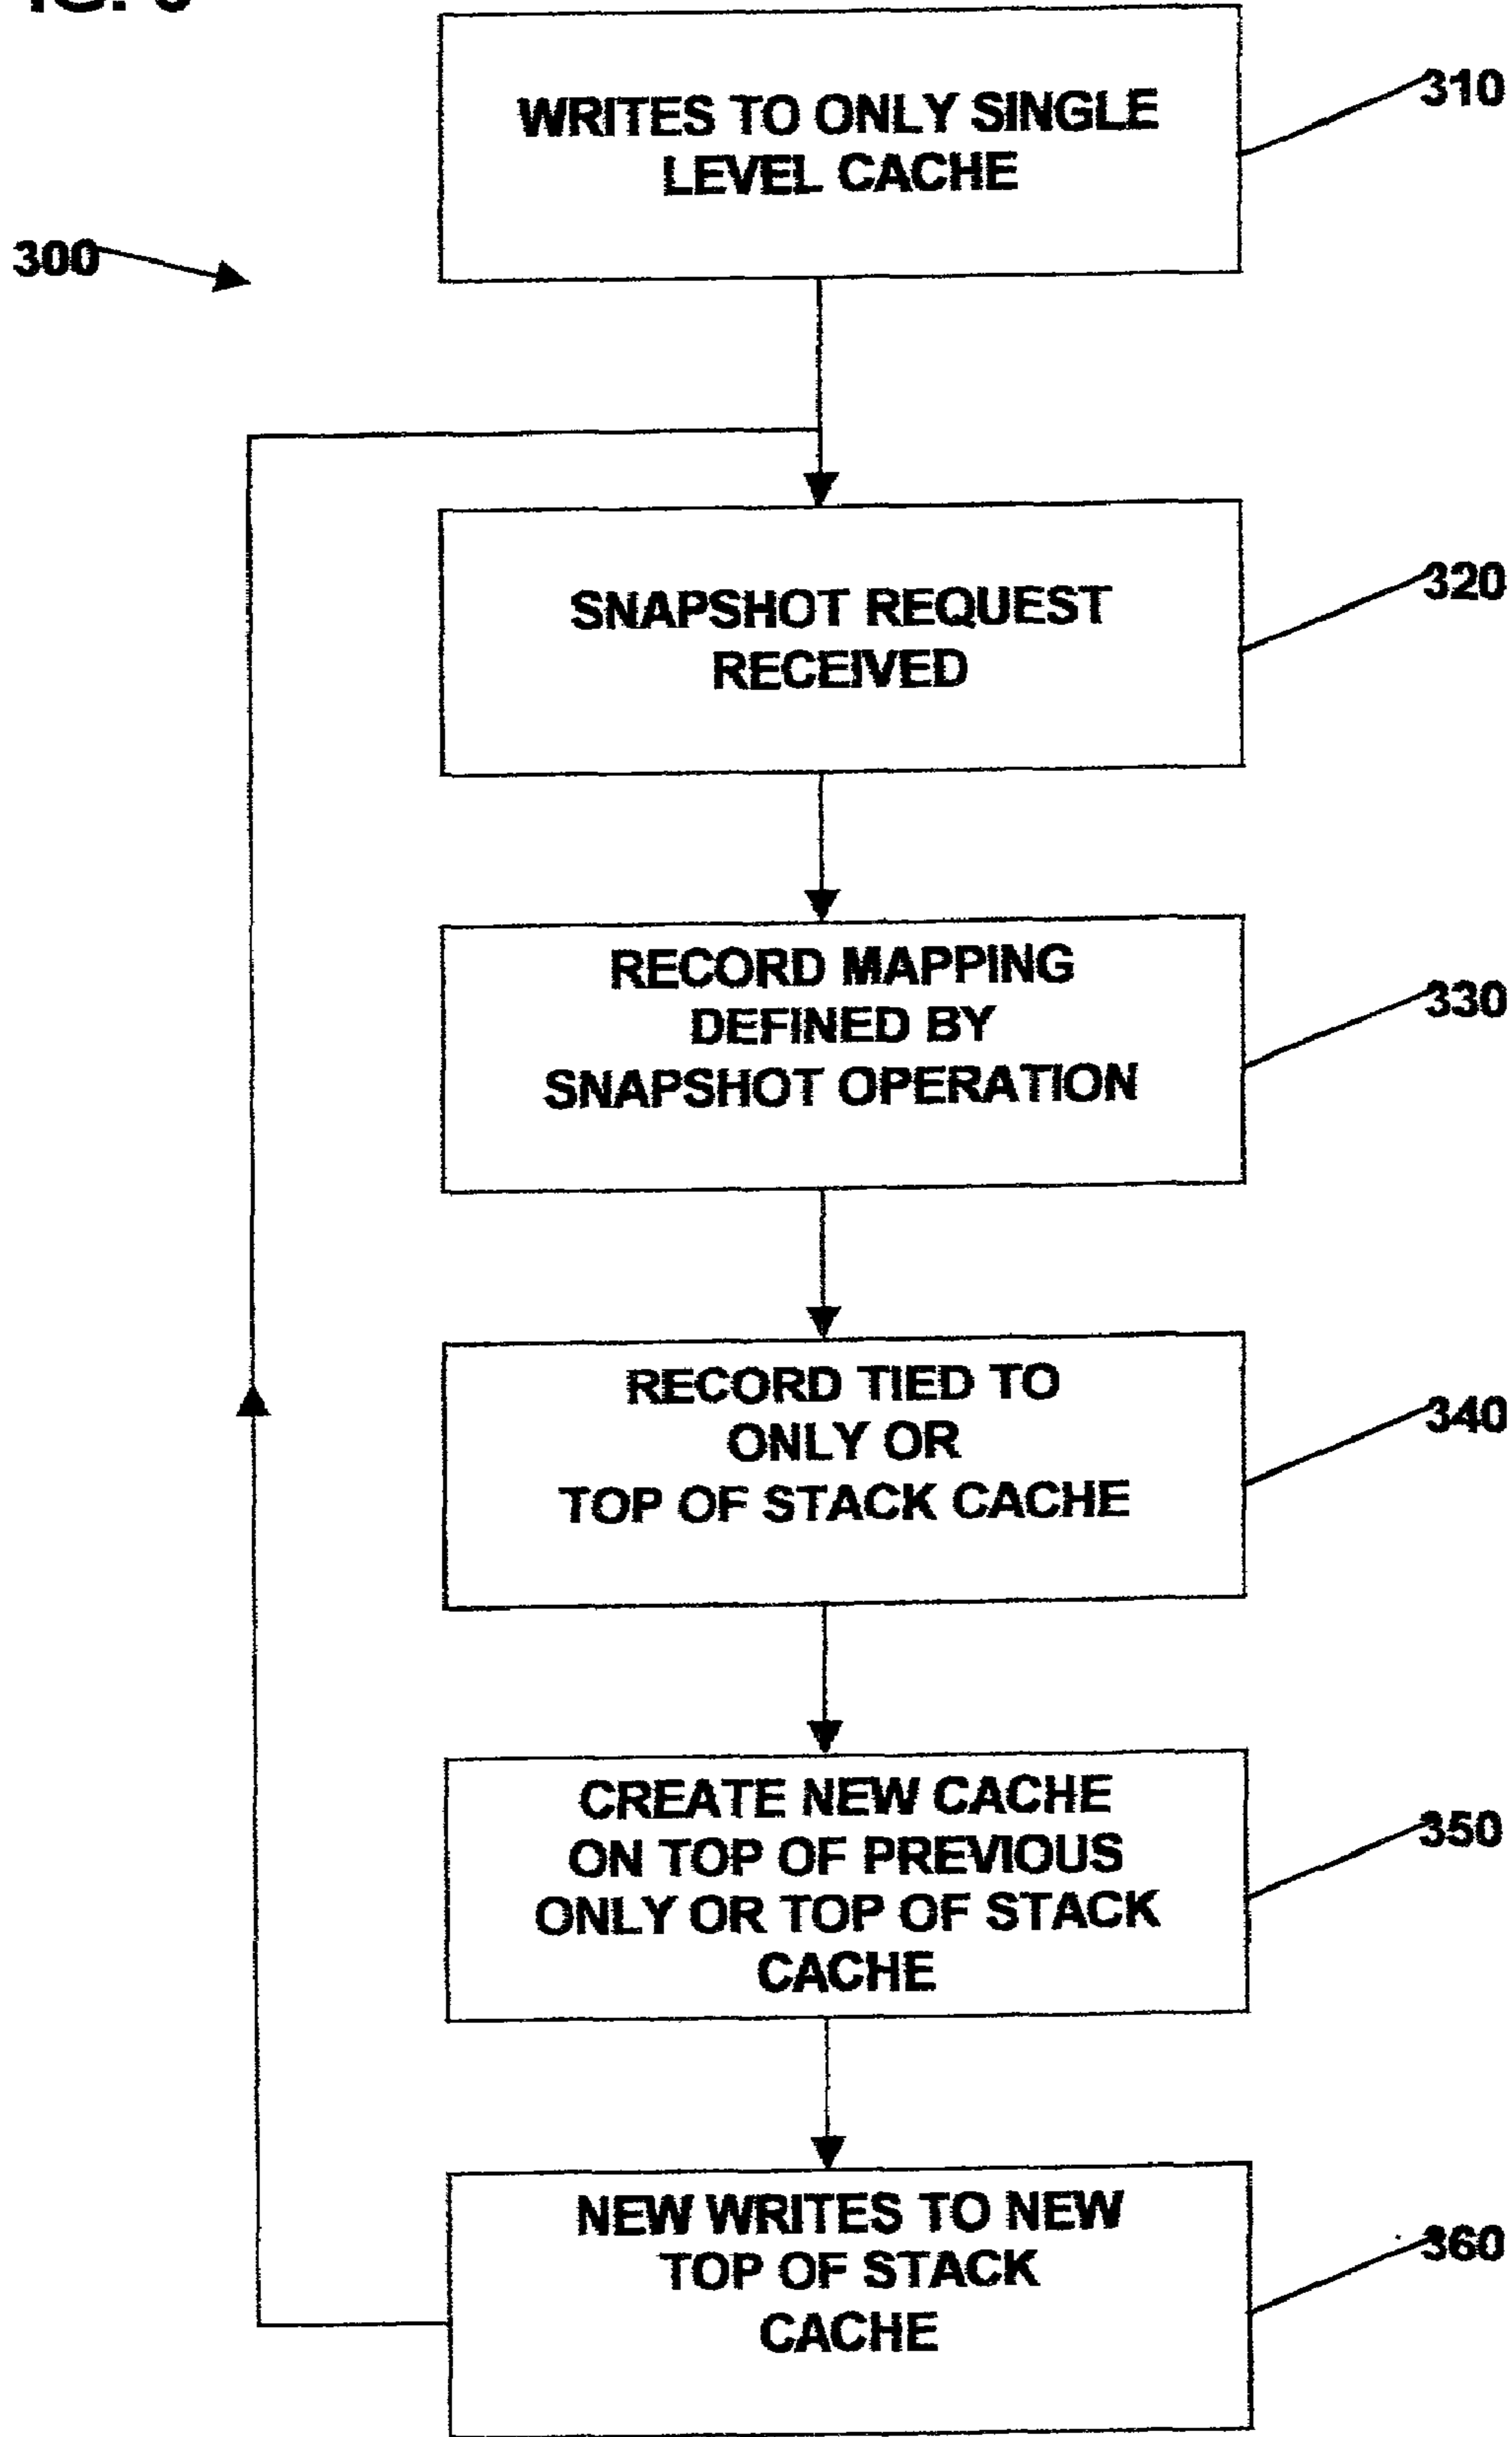 WRITES TO ONLY SINGLE
LEVEL CACHE
310
300
SNAPSHOT REQUEST
RECEIVED
320
RECORD MAPPING
DEFINED BY
SNAPSHOT OPERATION
330
RECORD TIED TO
ONLY OR
TOP OF STACK CACHE
340
CREATE NEW CACHE
ON TOP OF PREVIOUS
ONLY OR TOP OF STACK
CACHE
350
NEW WRITES TO NEW
TOP OF STACK
CACHE
360